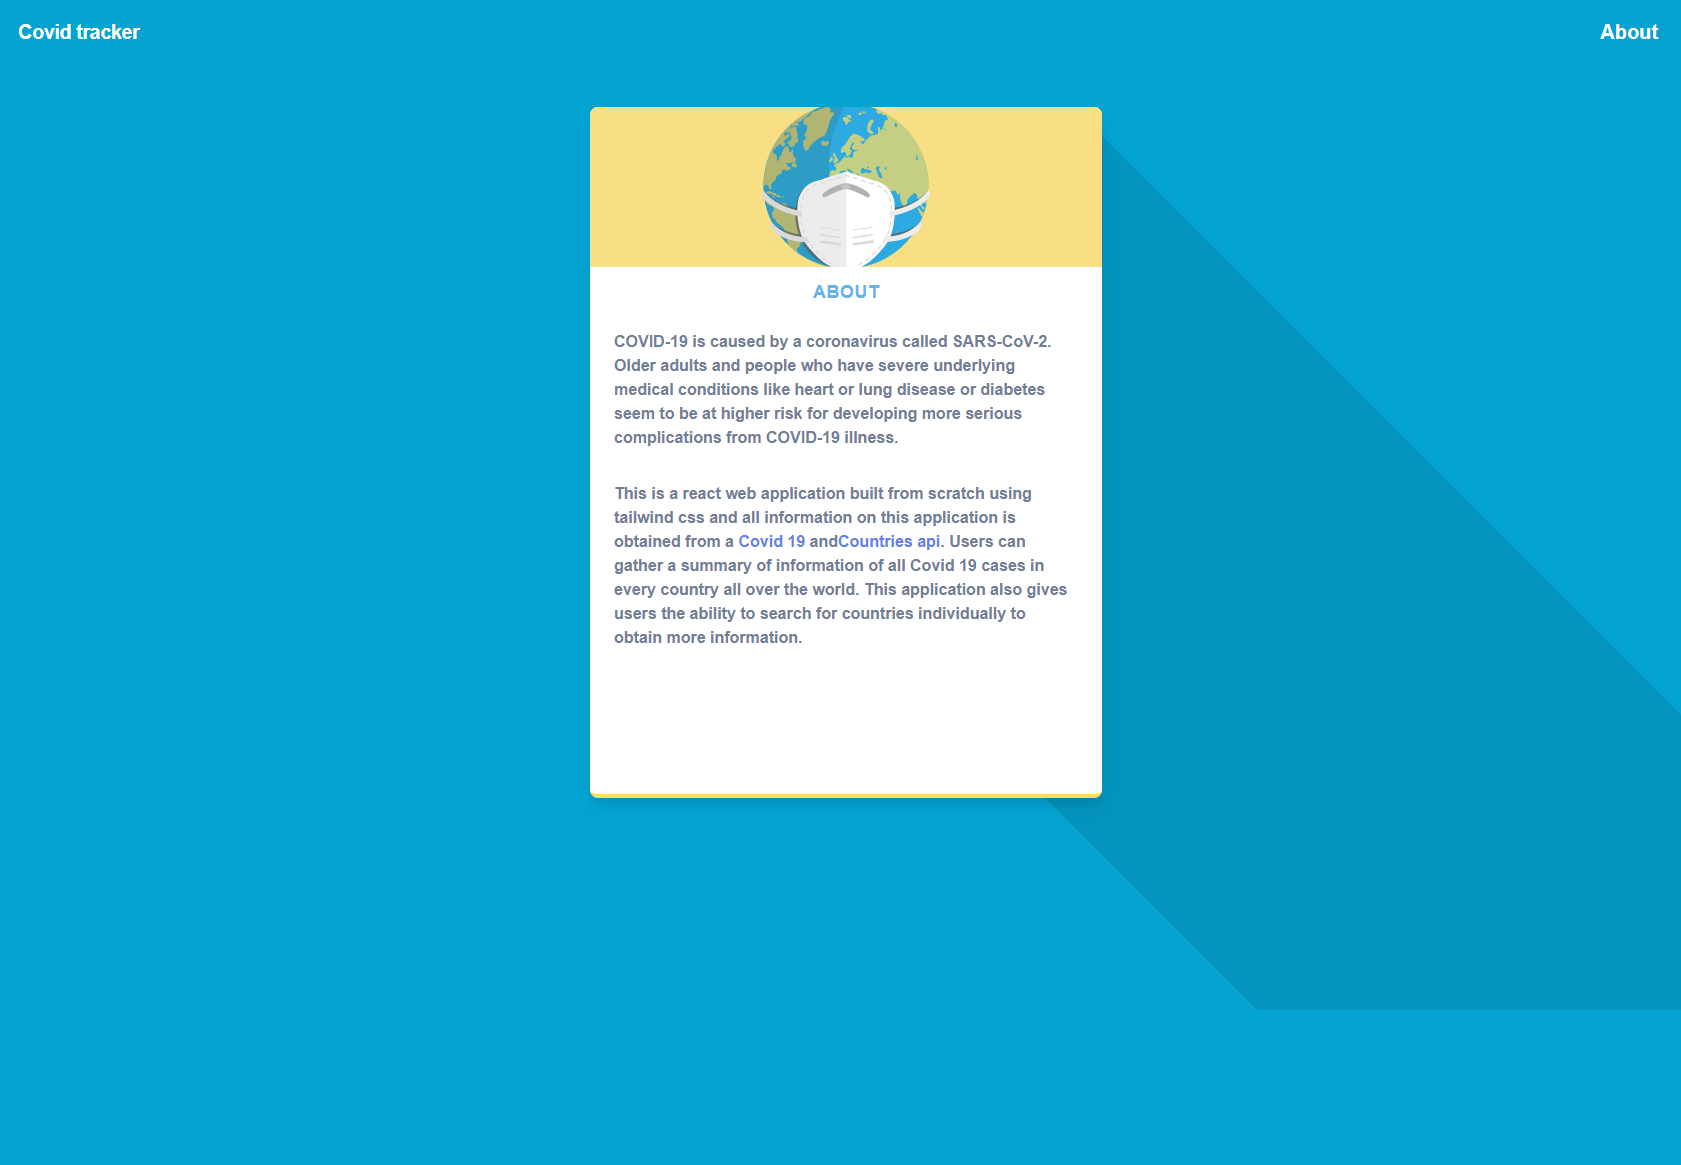 Covid tracker
About
ABOUT
COVID-19 is caused by a coronavirus called SARS-CoV-2.
Older adults and people who have severe underlying
medical conditions like heart or lung disease or diabetes
seem to be at higher risk for developing more serious
complications from COVID-19 illness.
This is a react web application built from scratch using
tailwind css and all information on this application is
obtained from a Covid 19 andCountries api. Users can
gather a summary of information of all Covid 19 cases in
every country all over the world. This application also gives
users the ability to search for countries individually to
obtain more information.